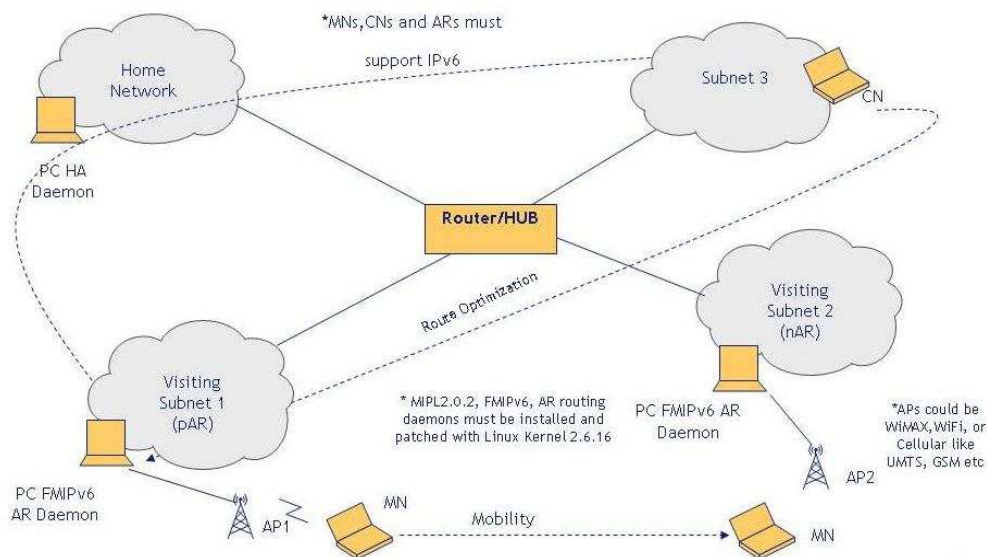 *MNs,CNs and ARs must
support IPv6
Home
Network
Subnet 3
CN
PC HA
Daemon
Router/HUB
Route Optimization
Visiting
Subnet 2
(nAR)
Visiting
Subnet 1
(pAR)
* MIPL2.0.2, FMIPv6, AR routing
daemons must be installed and
patched with Linux Kernel 2.6.16
PC FMIPv6 AR
Daemon
*APs could be
WiMAX,WiFi, or
Cellular like
UMTS, GSM etc
PC FMIPv6
AR Daemon
AP1
MN
Mobility
AP2
MN